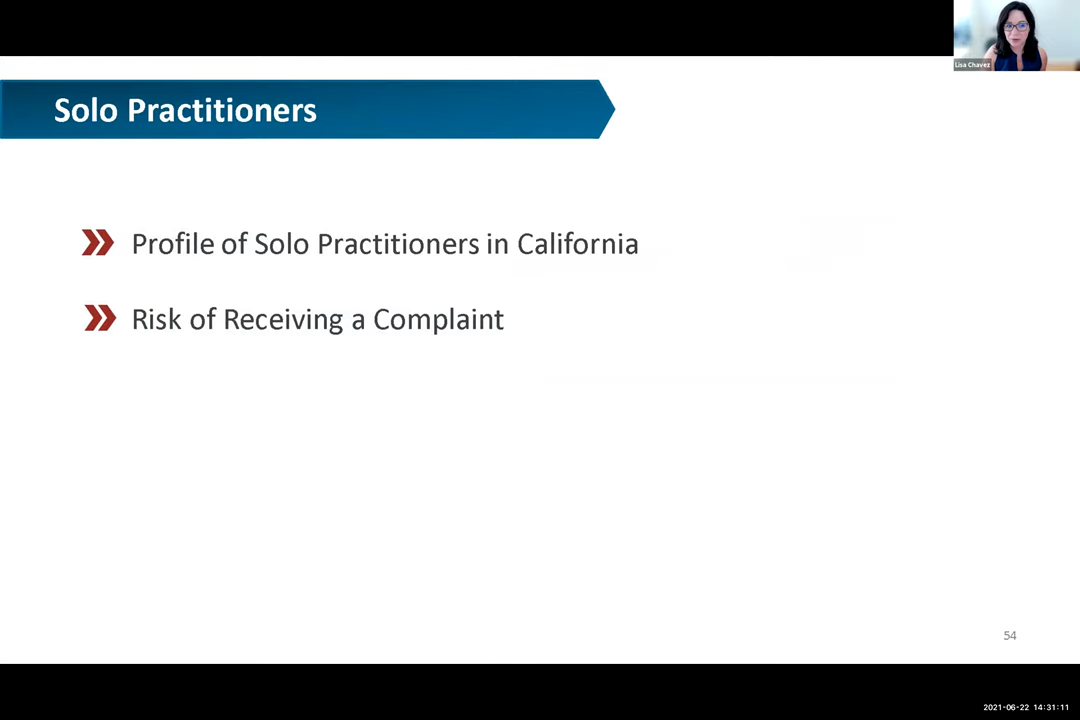 Lisa Chavez
Solo Practitioners
Profile of Solo Practitioners in California
Risk of Receiving a Complaint
54
2021-06-22 14:31:11